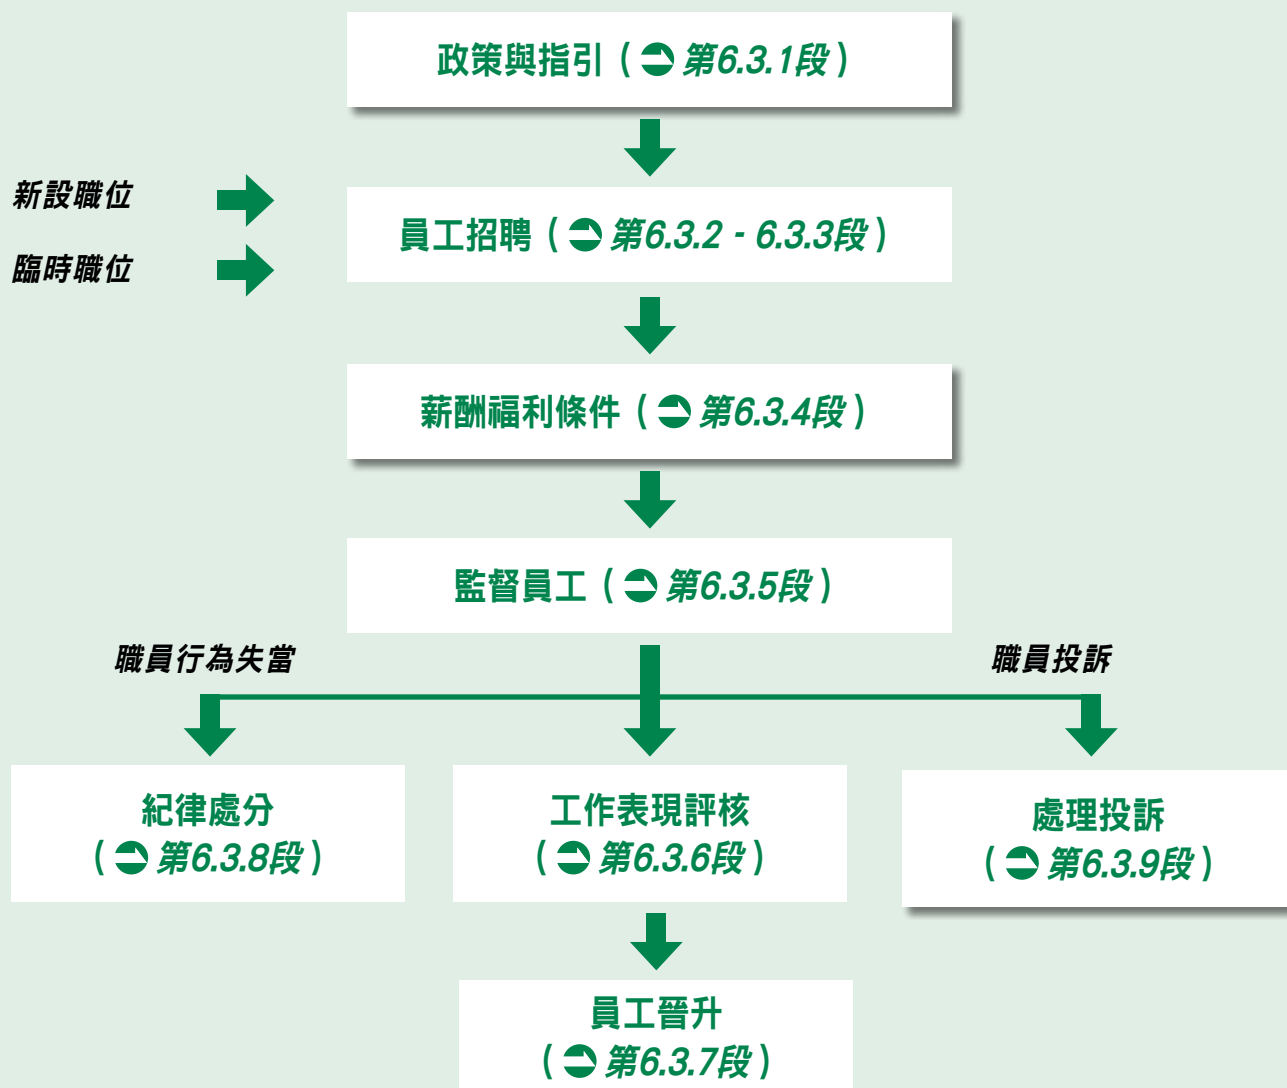 政策與指引（ 第6.3.1段）
新設職位
員工招聘（ 第6.3.2 - 6.3.3段）
臨時職位
薪酬福利條件（ 第6.3.4段）
監督員工（ 第6.3.5段）
職員行為失當
職員投訴
紀律處分
（ 第6.3.8段）
工作表現評核
（ 第6.3.6段）
處理投訴
（ 第6.3.9段）
員工晉升
（ 第6.3.7段）